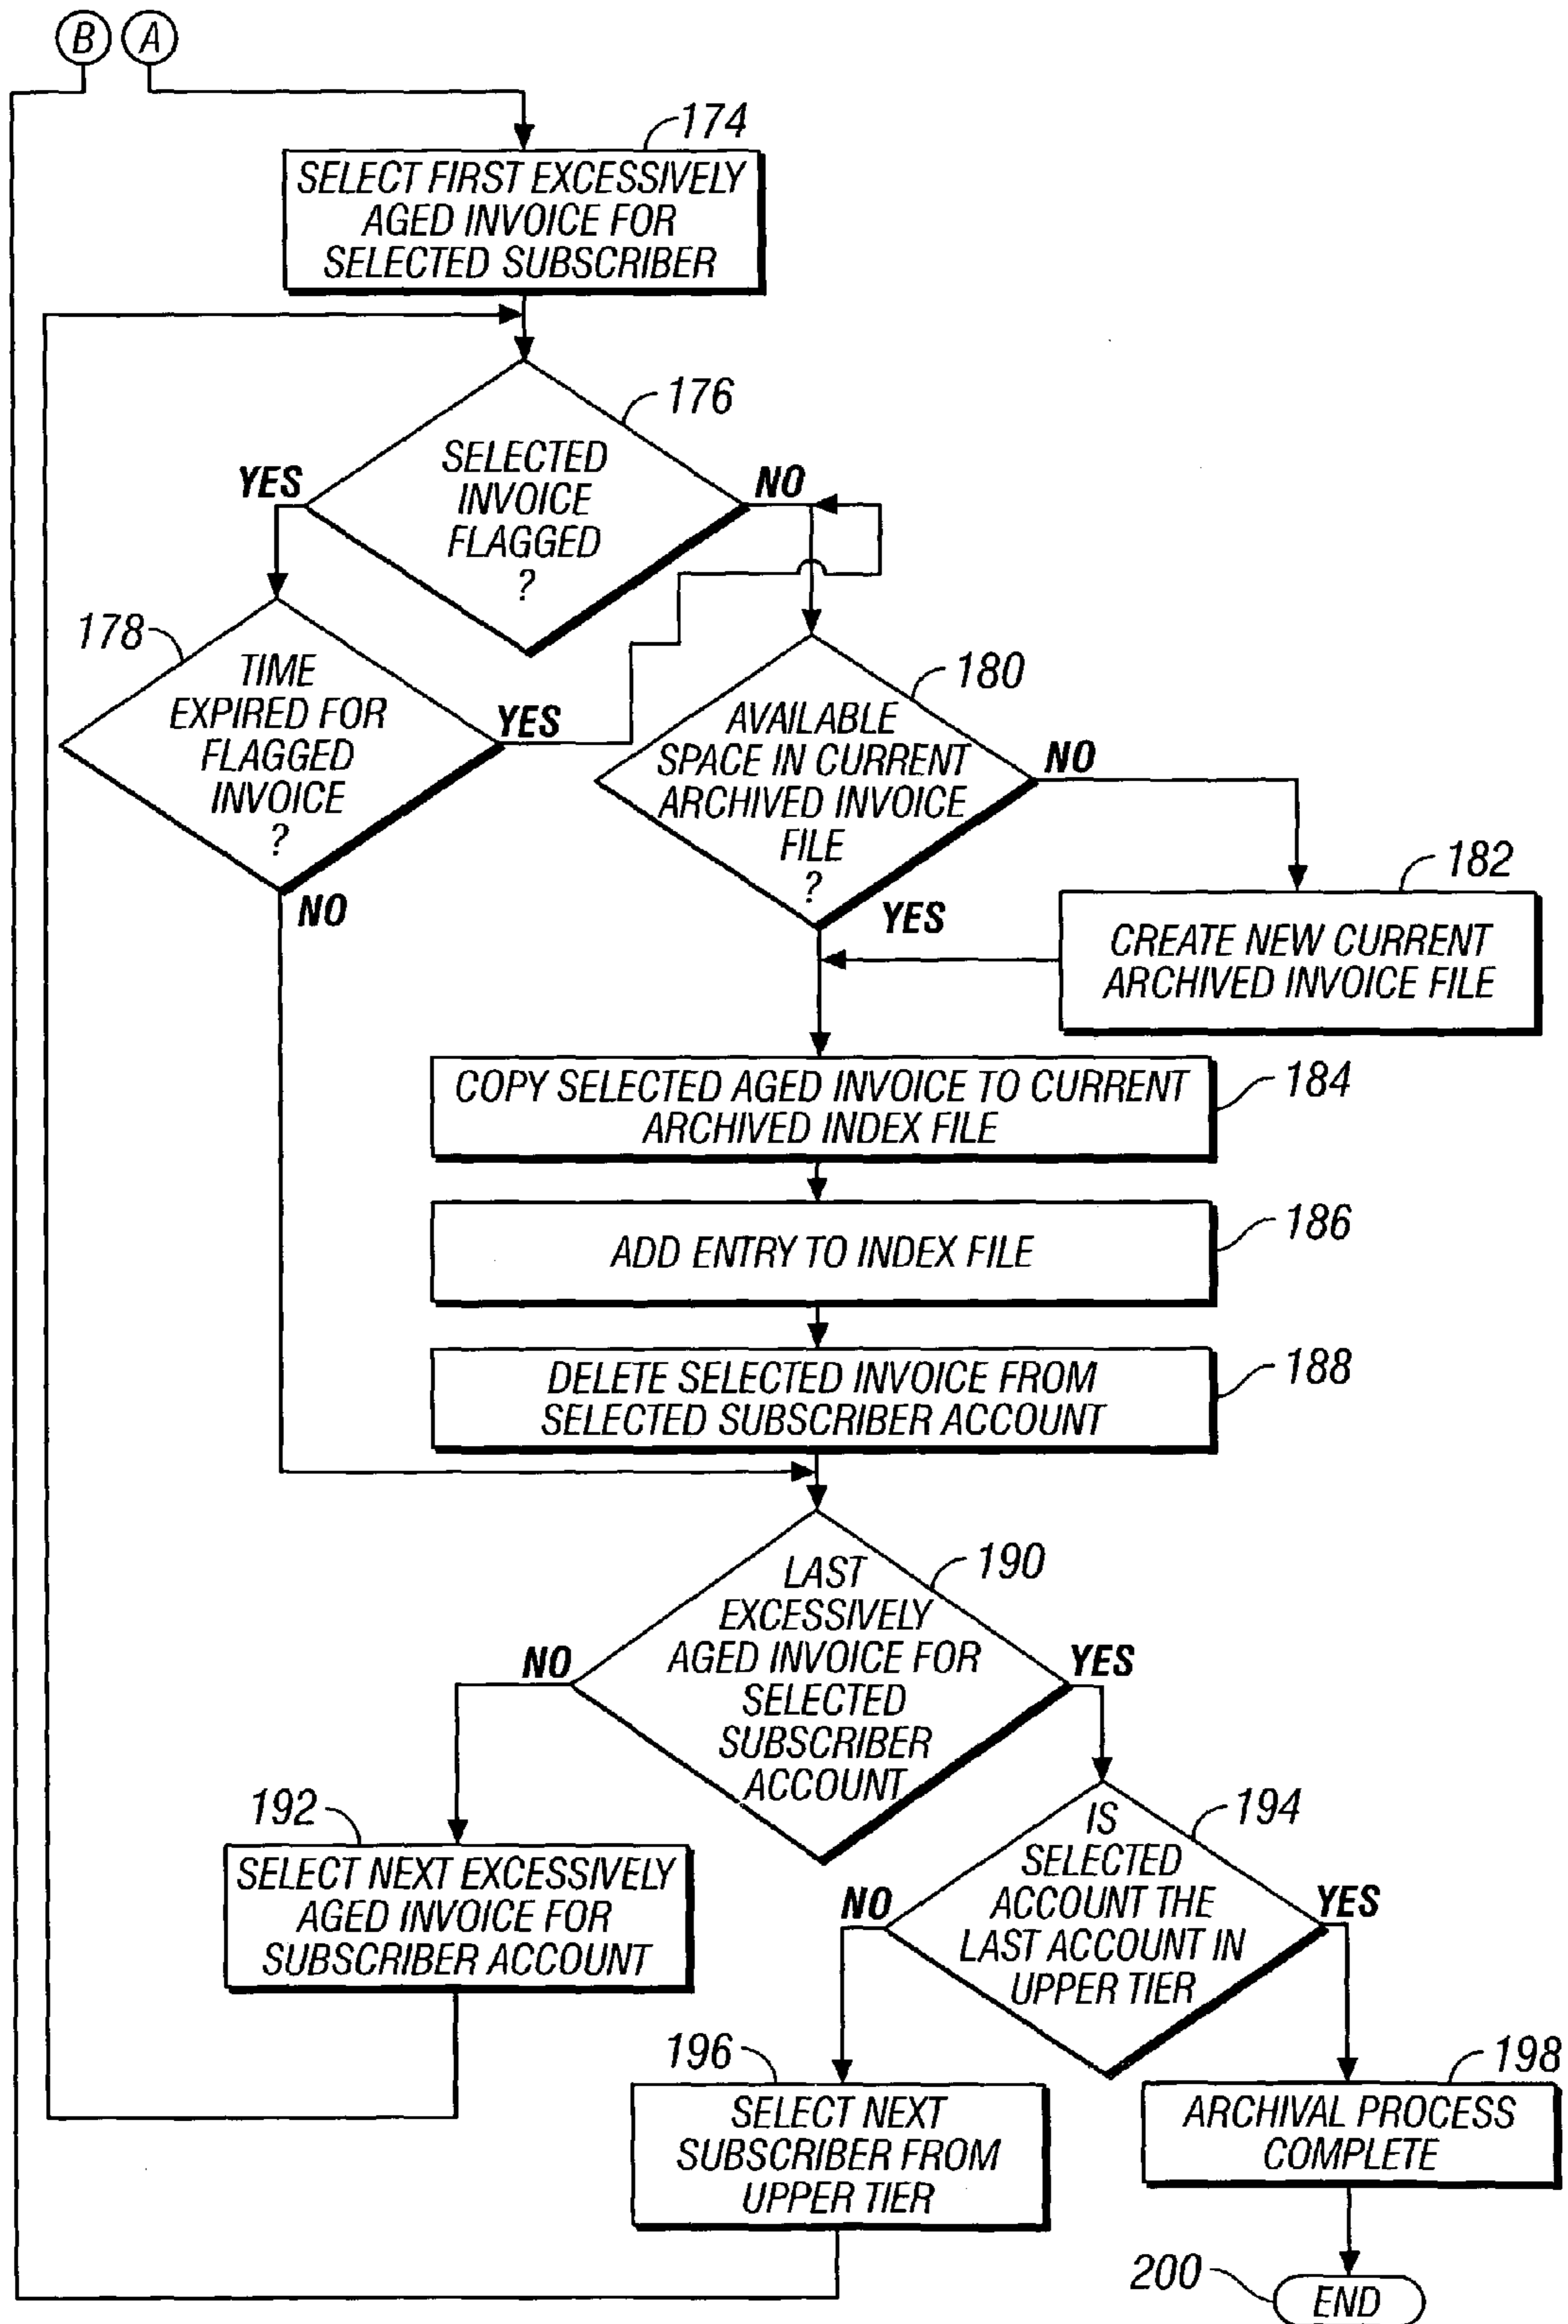 B A
174
SELECT FIRST EXCESSIVELY
AGED INVOICE FOR
SELECTED SUBSCRIBER
176
SELECTED
INVOICE
FLAGGED
?
YES
NO
178
TIME
EXPIRED FOR
FLAGGED
INVOICE
?
YES
NO
180
AVAILABLE
SPACE IN CURRENT
ARCHIVED INVOICE
FILE
?
NO
YES
182
CREATE NEW CURRENT
ARCHIVED INVOICE FILE
COPY SELECTED AGED INVOICE TO CURRENT
ARCHIVED INDEX FILE
184
ADD ENTRY TO INDEX FILE
186
DELETE SELECTED INVOICE FROM
SELECTED SUBSCRIBER ACCOUNT
188
190
LAST
EXCESSIVELY
AGED INVOICE FOR
SELECTED
SUBSCRIBER
ACCOUNT
NO
YES
192
SELECT NEXT EXCESSIVELY
AGED INVOICE FOR
SUBSCRIBER ACCOUNT
194
IS
SELECTED
ACCOUNT THE
LAST ACCOUNT IN
UPPER TIER
NO
YES
196
SELECT NEXT
SUBSCRIBER FROM
UPPER TIER
198
ARCHIVAL PROCESS
COMPLETE
200
END